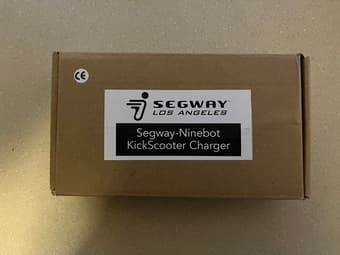 CE
SEGWAY
LOS ANGELES
Segway-Ninebot
KickScooter Charger